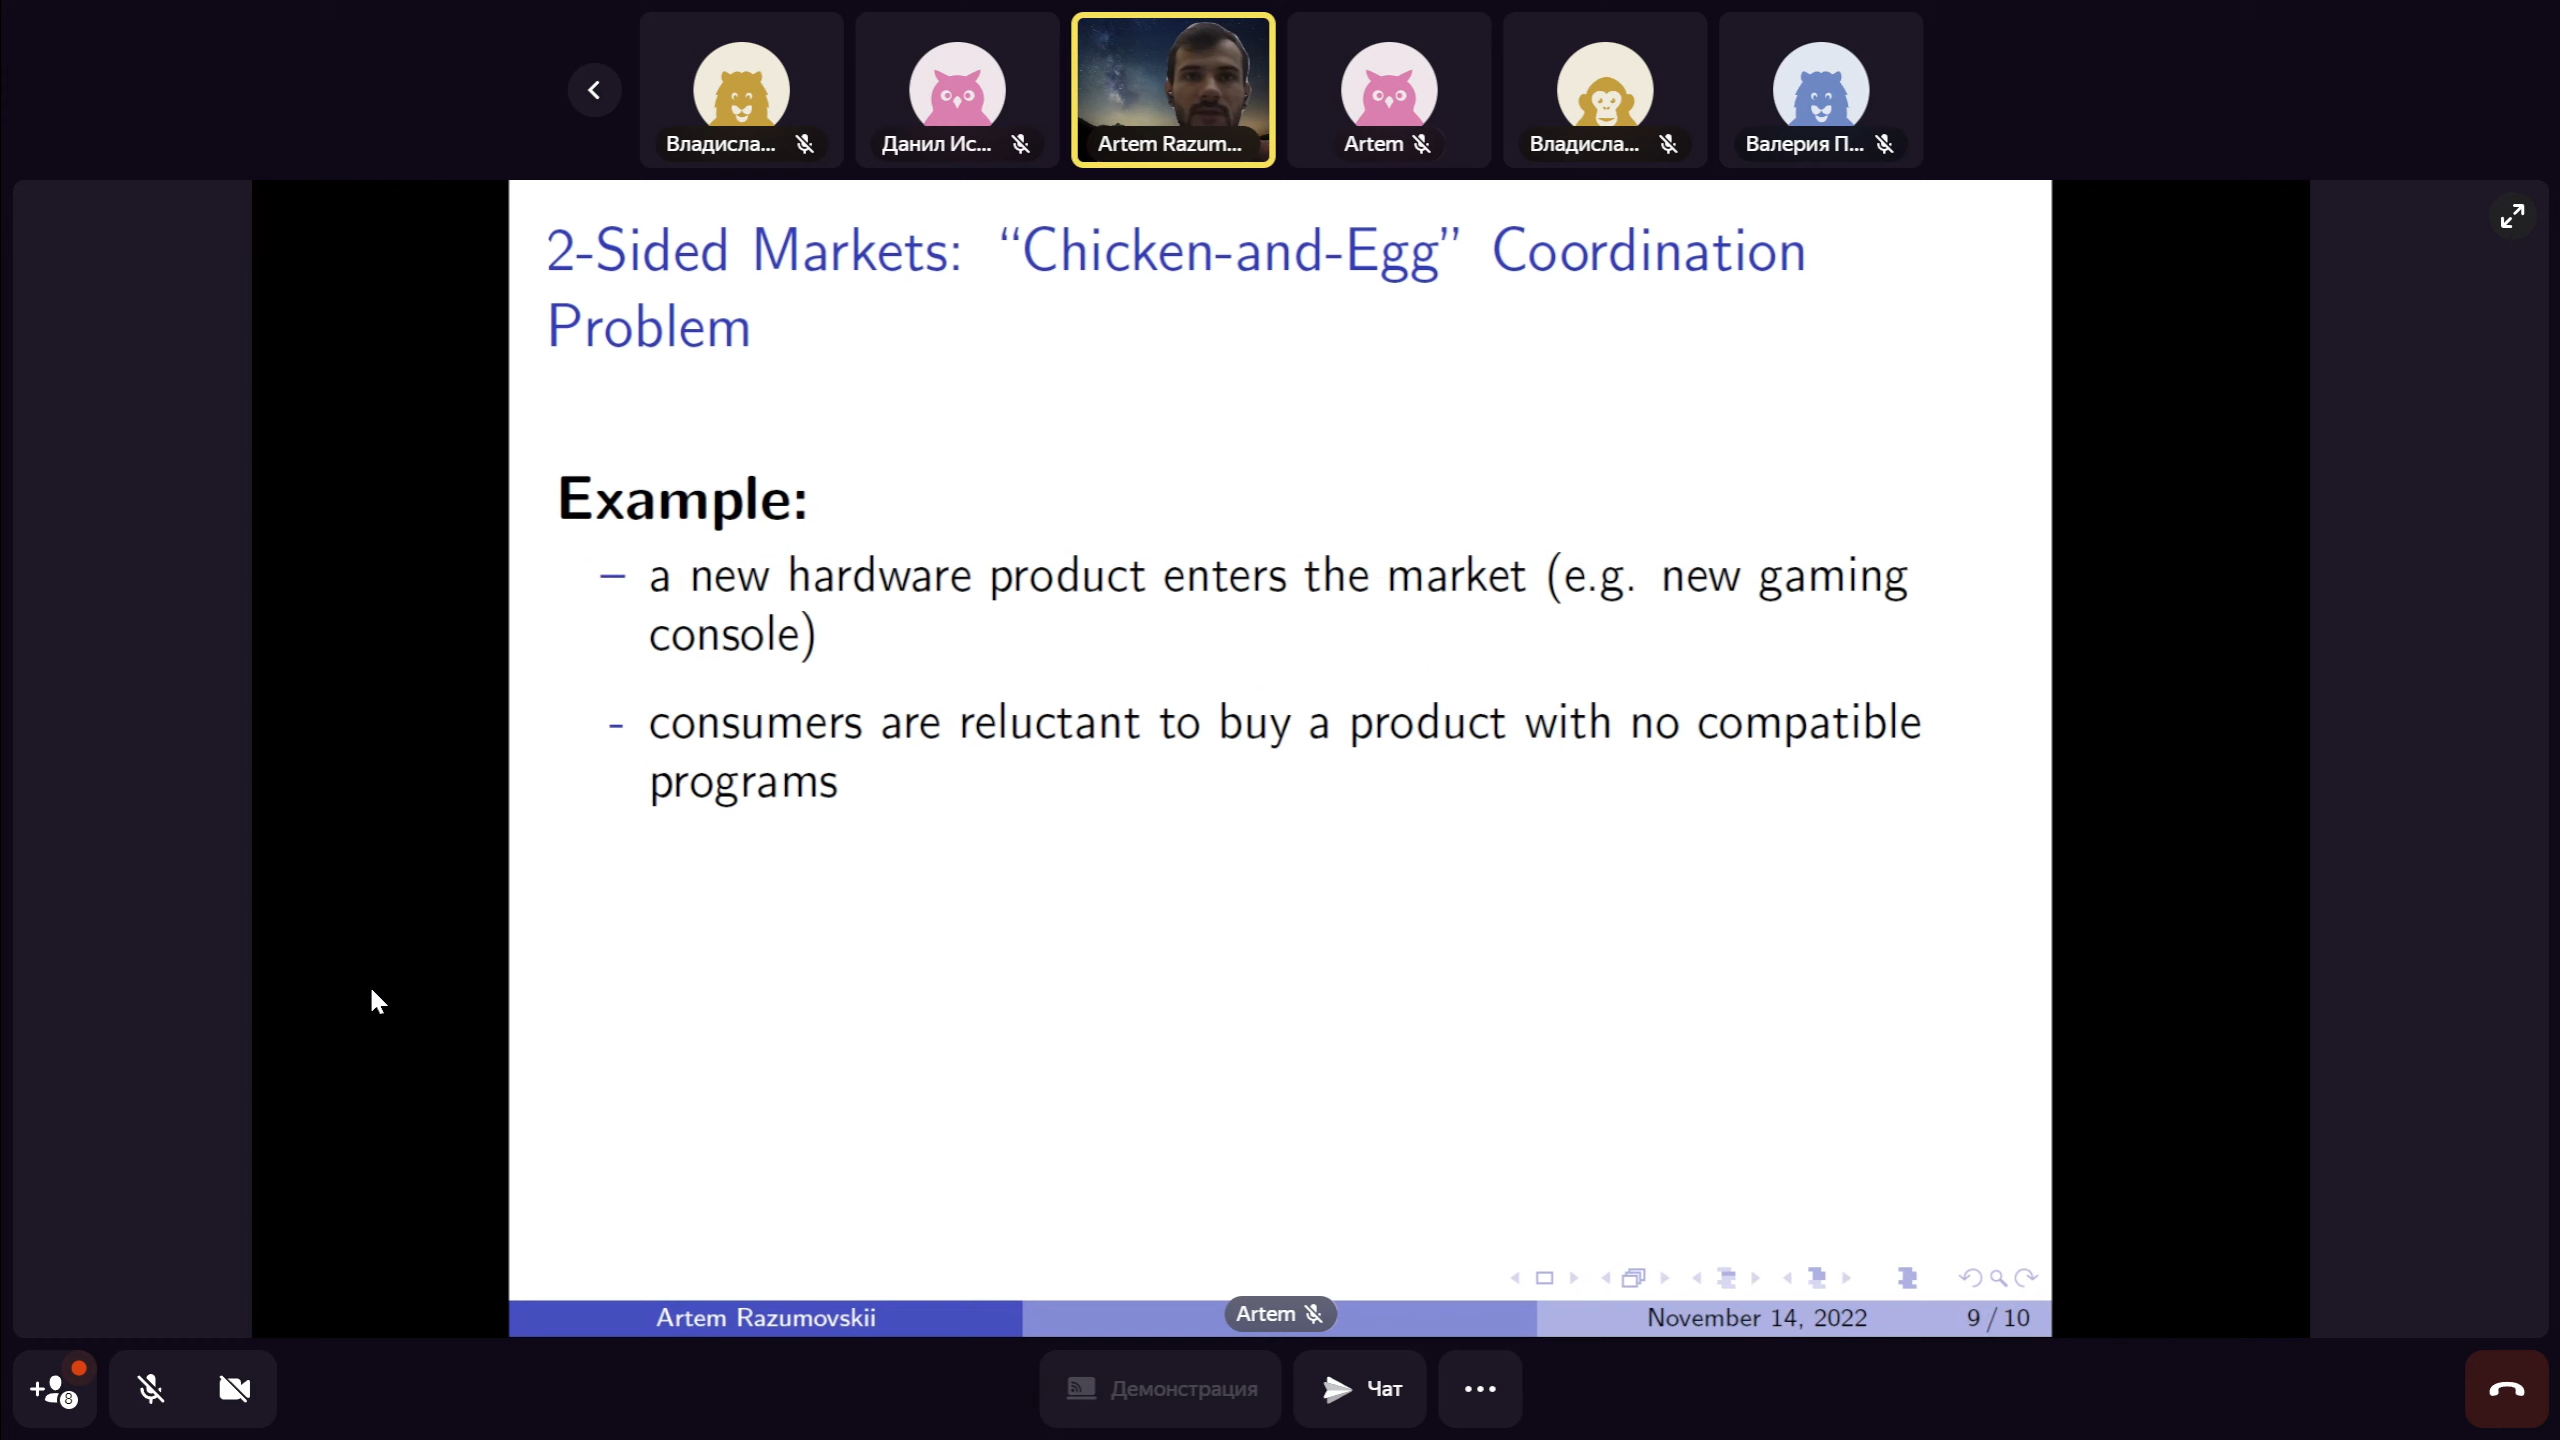 Владисла...
Данил Ис...
Artem Razum...
Artem
Владисла...
Валерия П...
2-Sided Markets: “Chicken-and-Egg” Coordination
Problem
Example:
– a new hardware product enters the market (e.g. new gaming
console)
- consumers are reluctant to buy a product with no compatible
programs
Artem Razumovskii
Artem
November 14, 2022
9 / 10
8
Демонстрация
Чат